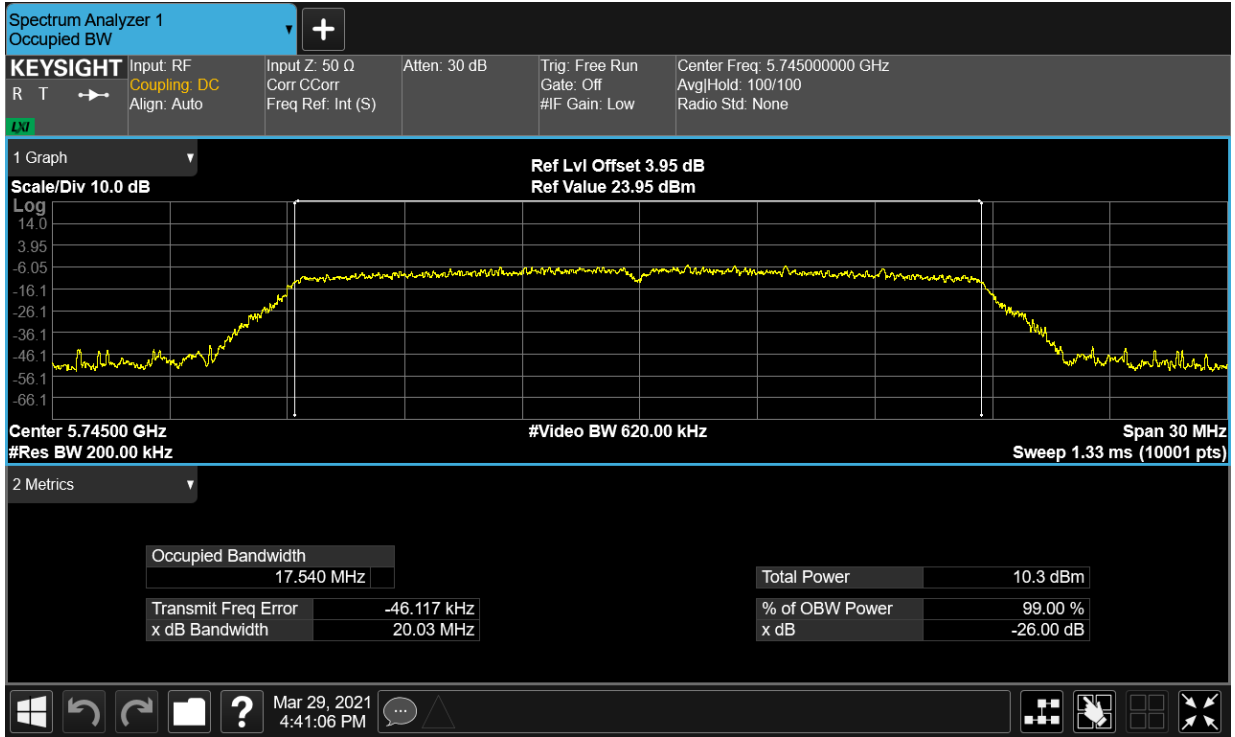 Spectrum Analyzer 1
Occupied BW
KEYSIGHT
R T
LXI
Input: RF
Coupling: DC
Align: Auto
Input Z: 50 Ω
Corr CCorr
Freq Ref: Int (S)
Atten: 30 dB
Trig: Free Run
Gate: Off
#IF Gain: Low
Center Freq: 5.745000000 GHz
Avg|Hold: 100/100
Radio Std: None
1 Graph
Ref Lvl Offset 3.95 dB
Scale/Div 10.0 dB
Ref Value 23.95 dBm
Log
14.0
3.95
-6.05
-16.1
-26.1
-36.1
-46.1
-56.1
-66.1
Center 5.74500 GHz
#Video BW 620.00 kHz
Span 30 MHz
#Res BW 200.00 kHz
Sweep 1.33 ms (10001 pts)
2 Metrics
Occupied Bandwidth
17.540 MHz
Total Power 10.3 dBm
Transmit Freq Error -46.117 kHz
% of OBW Power 99.00 %
x dB Bandwidth 20.03 MHz
x dB -26.00 dB
Mar 29, 2021
4:41:06 PM